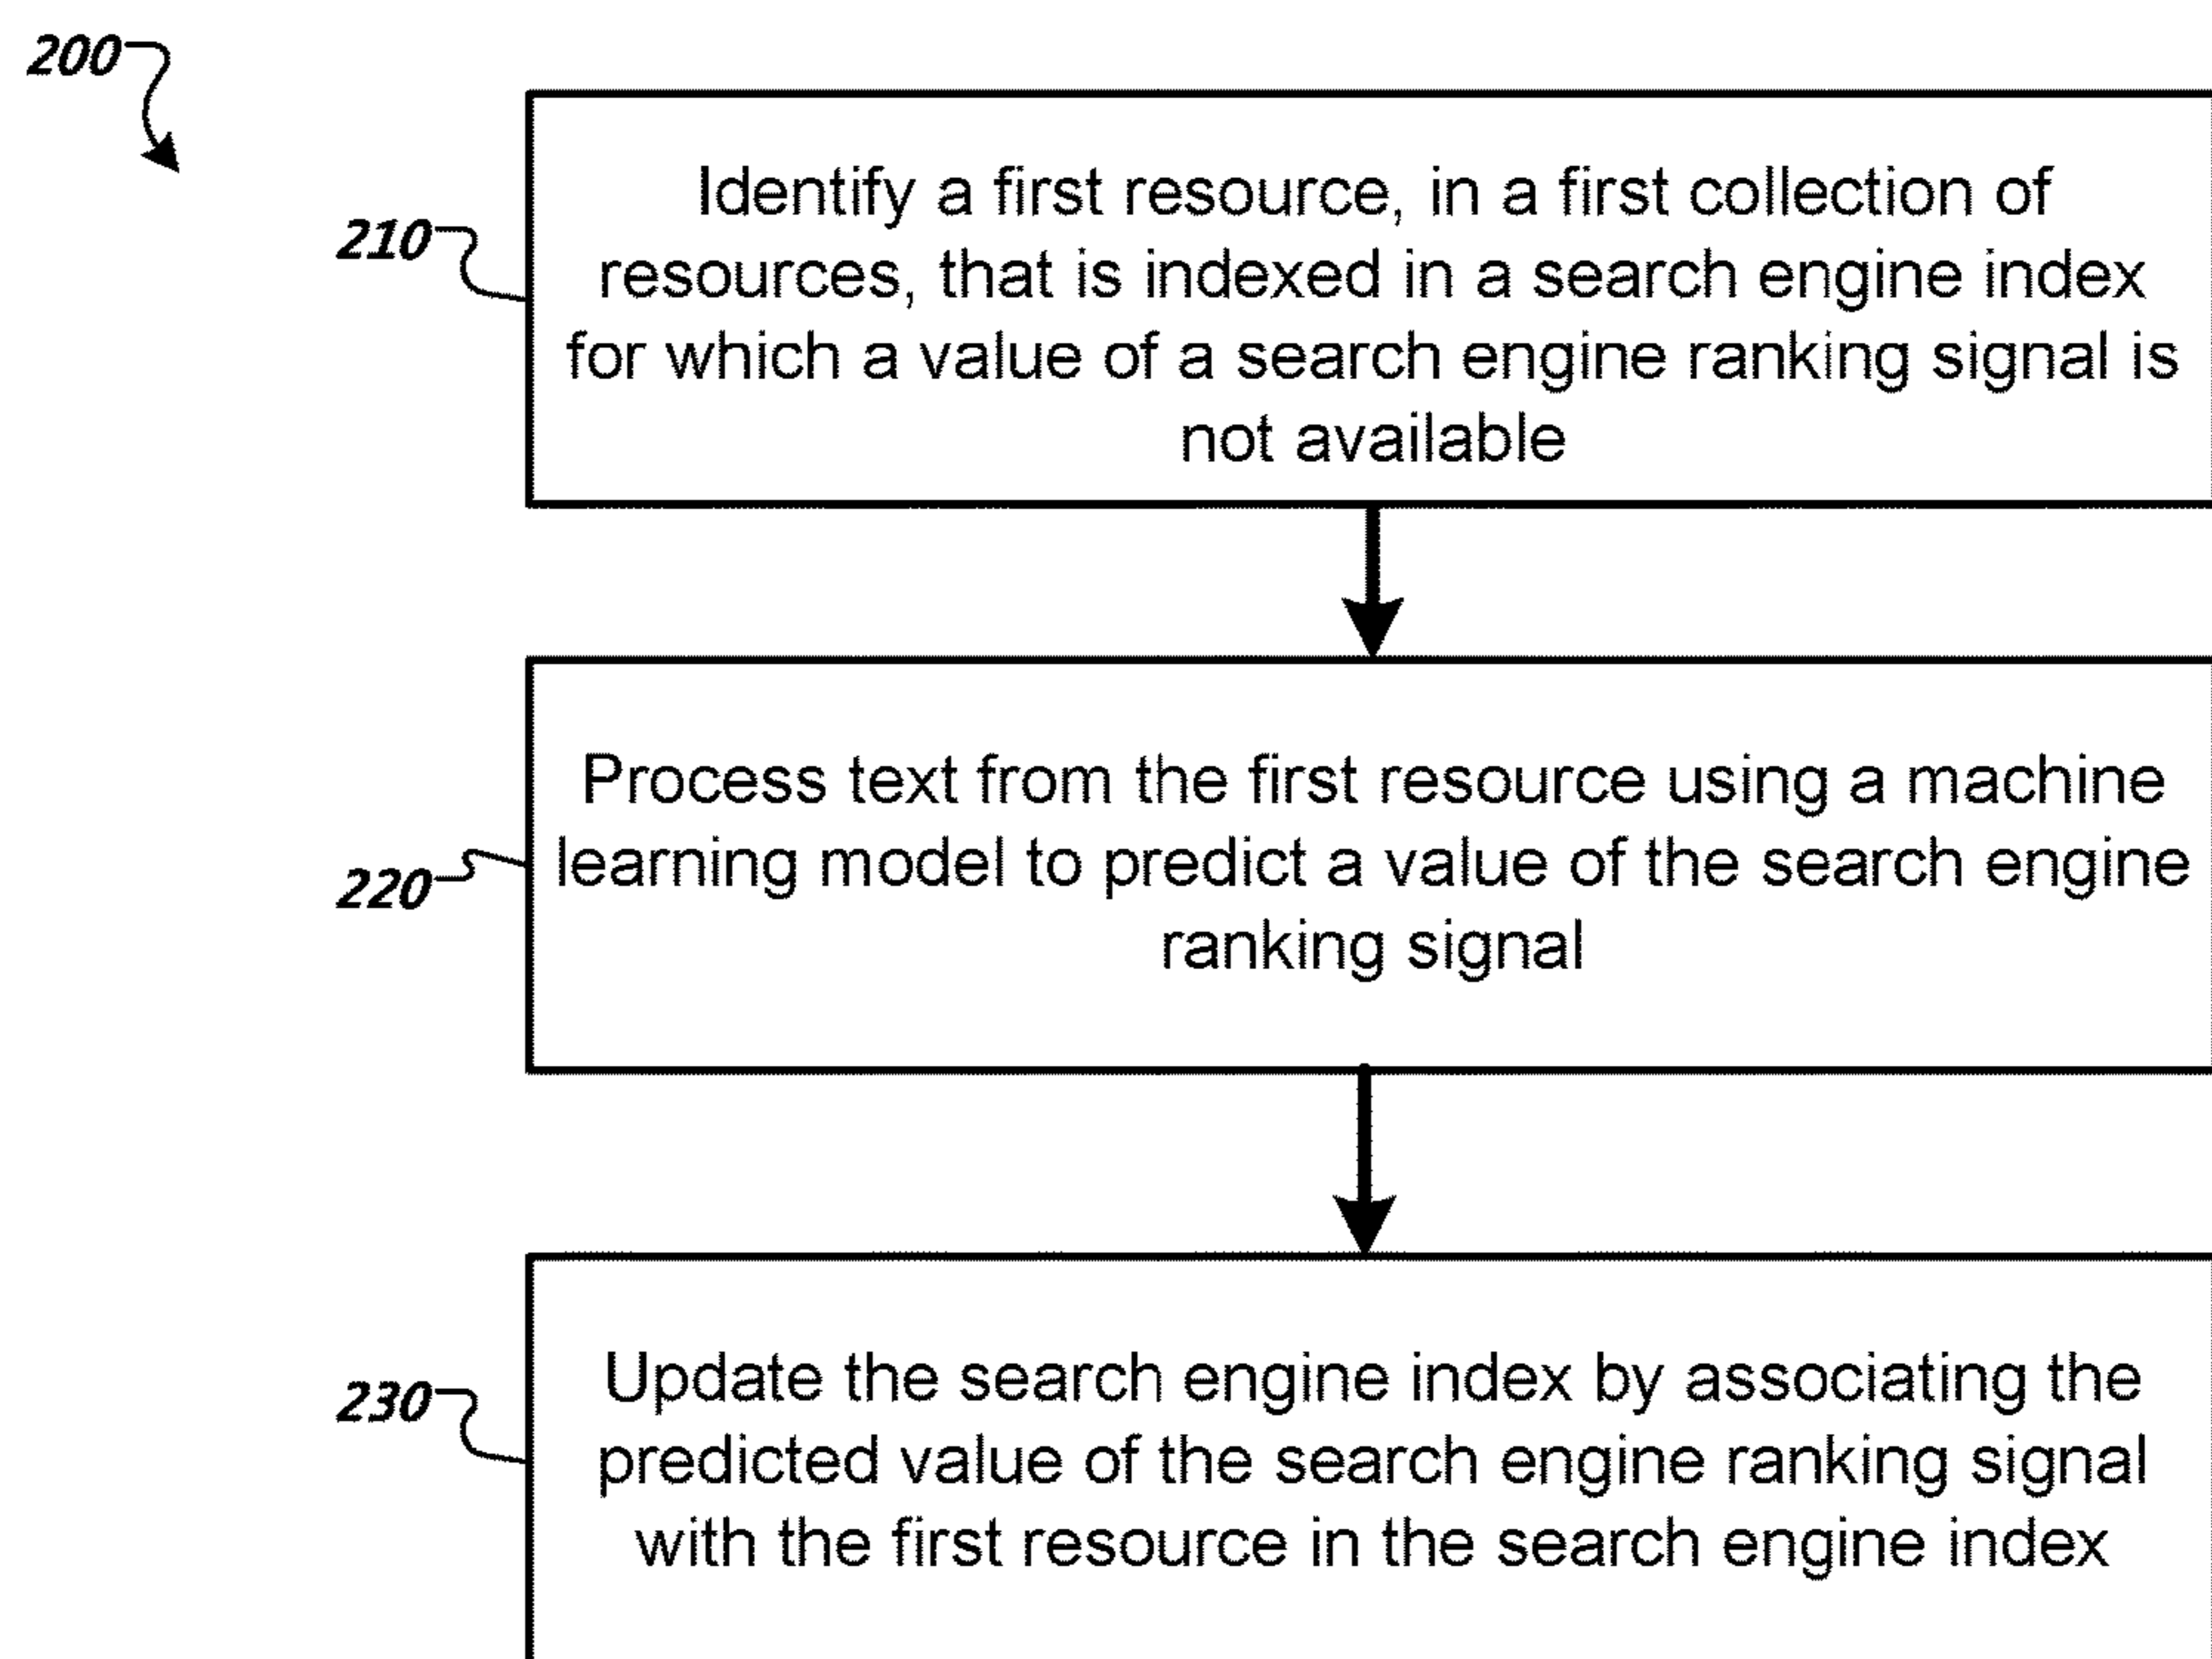 200
210
Identify a first resource, in a first collection of
resources, that is indexed in a search engine index
for which a value of a search engine ranking signal is
not available
220
Process text from the first resource using a machine
learning model to predict a value of the search engine
ranking signal
230
Update the search engine index by associating the
predicted value of the search engine ranking signal
with the first resource in the search engine index